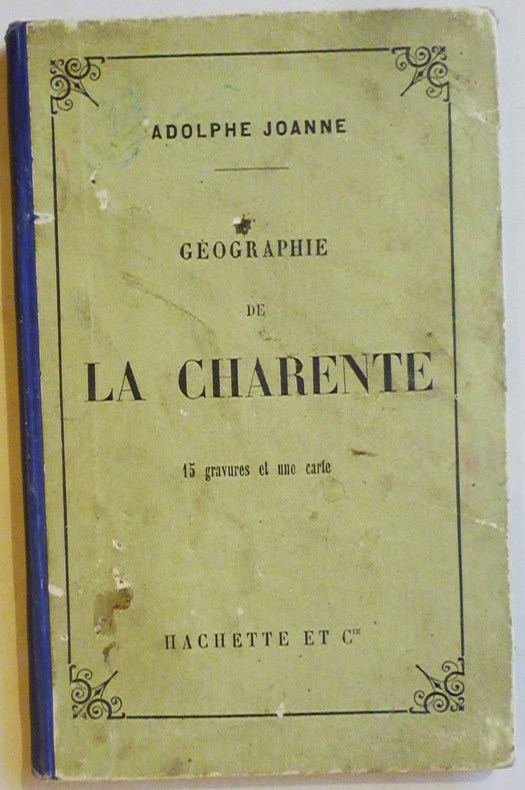 ADOLPHE JOANNE
GÉOGRAPHIE
DE
LA CHARENTE
15 gravures et une carte
HACHETTE ET Cⁱᵉ